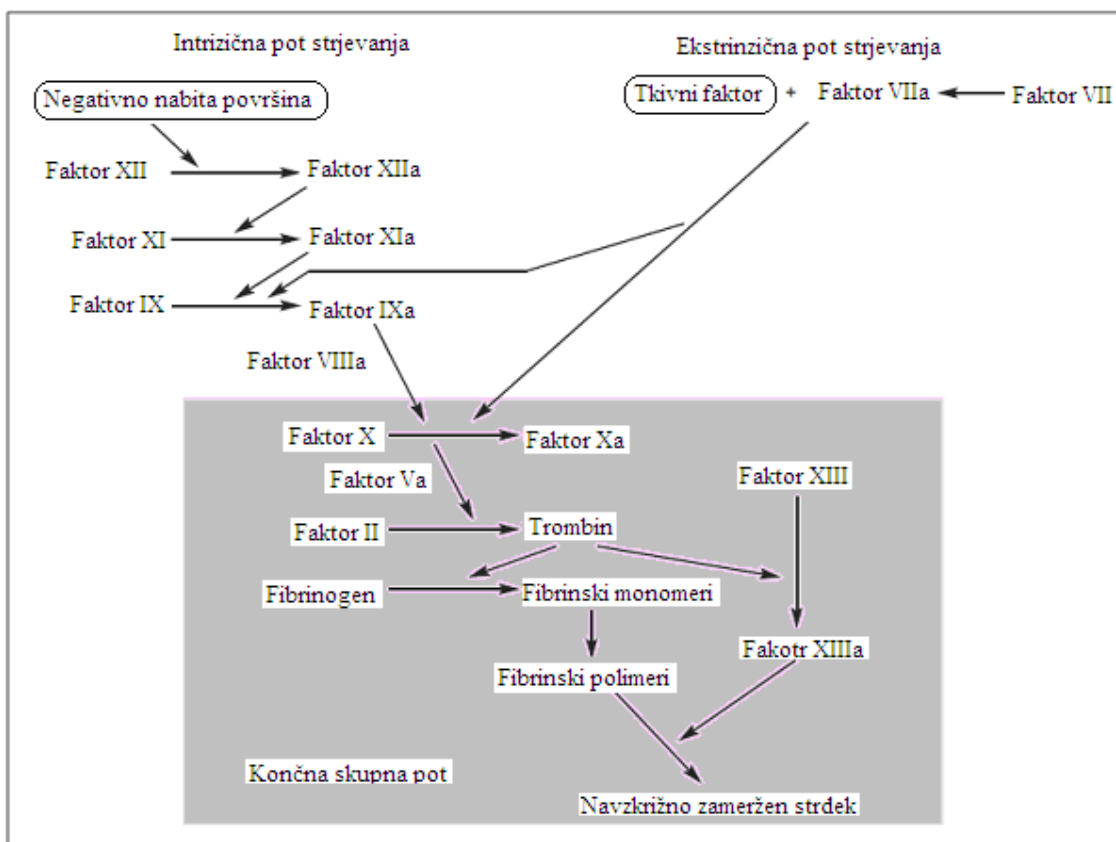 Intrizična pot strjevanja
Ekstrinzična pot strjevanja
Negativno nabita površina
Tkivni faktor + Faktor VIIa Faktor VII
Faktor XII Faktor XIIa
Faktor XI Faktor XIa
Faktor IX Faktor IXa
Faktor VIIIa
Faktor X Faktor Xa
Faktor Va
Faktor XIII
Faktor II Trombin
Fibrinogen Fibrinski monomeri
Fakotr XIIIa
Fibrinski polimeri
Končna skupna pot
Navzkrižno zameržen strdek